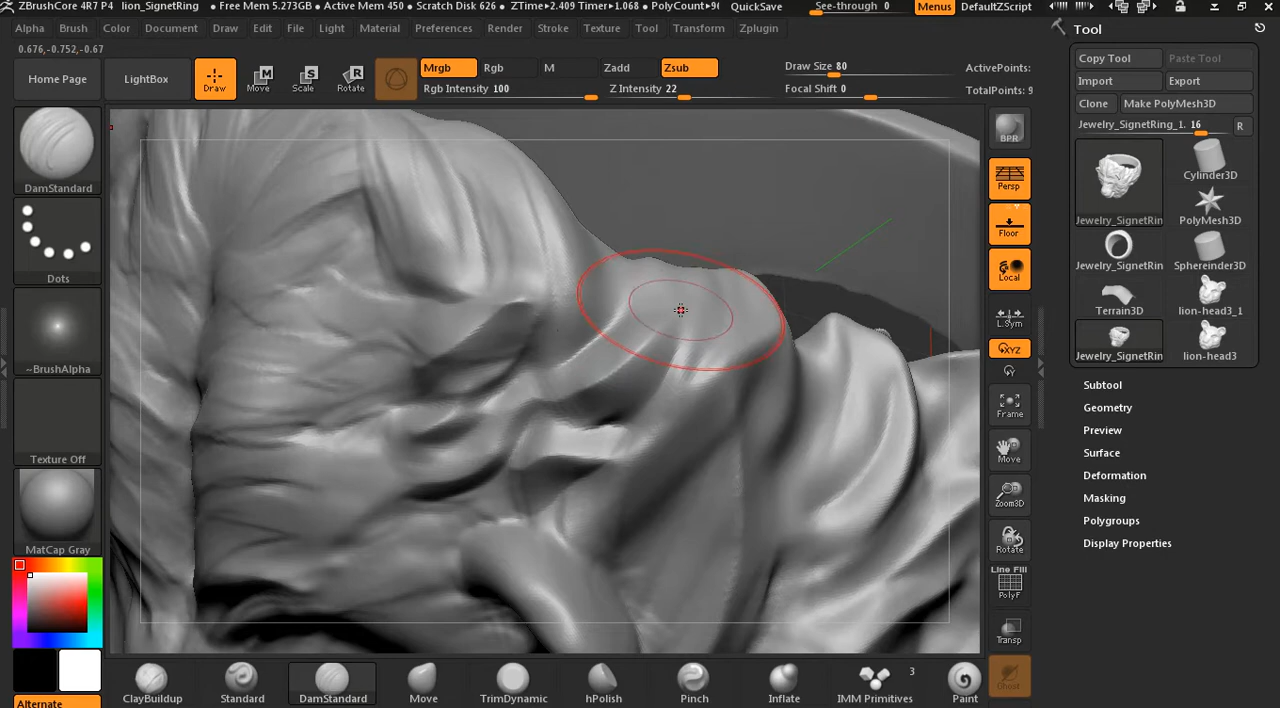 ZBrushCore 4R7 P4 lion_SignetRing • Free Mem 5.273GB • Active Mem 450 • Scratch Disk 626 • ZTime▸2.409 Timer▸1.068 • PolyCount▸9 QuickSave See-through 0 Menus DefaultZScript
Alpha Brush Color Document Draw Edit File Light Material Movie Preferences Render Stroke Texture Tool Transform Zplugin
0.676,-0.752,-0.67
Home Page LightBox Draw Move Scale Rotate
Mrgb Rgb M Zadd Zsub Draw Size 80 ActivePoints:
Rgb Intensity 100 Z Intensity 22 Focal Shift 0 TotalPoints: 9
DamStandard
Dots
~BrushAlpha
Texture Off
MatCap Gray
Alternate
BPR
Persp
Floor
Local
L.Sym
XYZ
Y
Frame
Move
Zoom3D
Rotate
Line Fill
PolyF
Transp
Ghost
Tool
Copy Tool Paste Tool
Import Export
Clone Make PolyMesh3D
Jewelry_SignetRing_1. 16 R
Cylinder3D
Jewelry_SignetRin PolyMesh3D
Jewelry_SignetRin Sphereinder3D
Terrain3D lion-head3_1
Jewelry_SignetRin lion-head3
Subtool
Geometry
Preview
Surface
Deformation
Masking
Polygroups
Display Properties
ClayBuildup Standard DamStandard Move TrimDynamic hPolish Pinch Inflate IMM Primitives 3 Paint